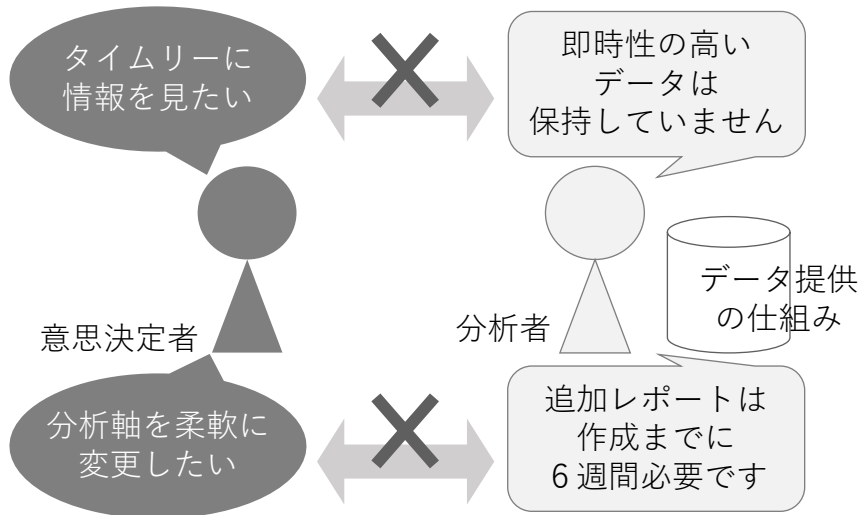 タイムリーに
情報を見たい
即時性の高い
データは
保持していません
意思決定者
分析者
データ提供
の仕組み
分析軸を柔軟に
変更したい
追加レポートは
作成までに
６週間必要です